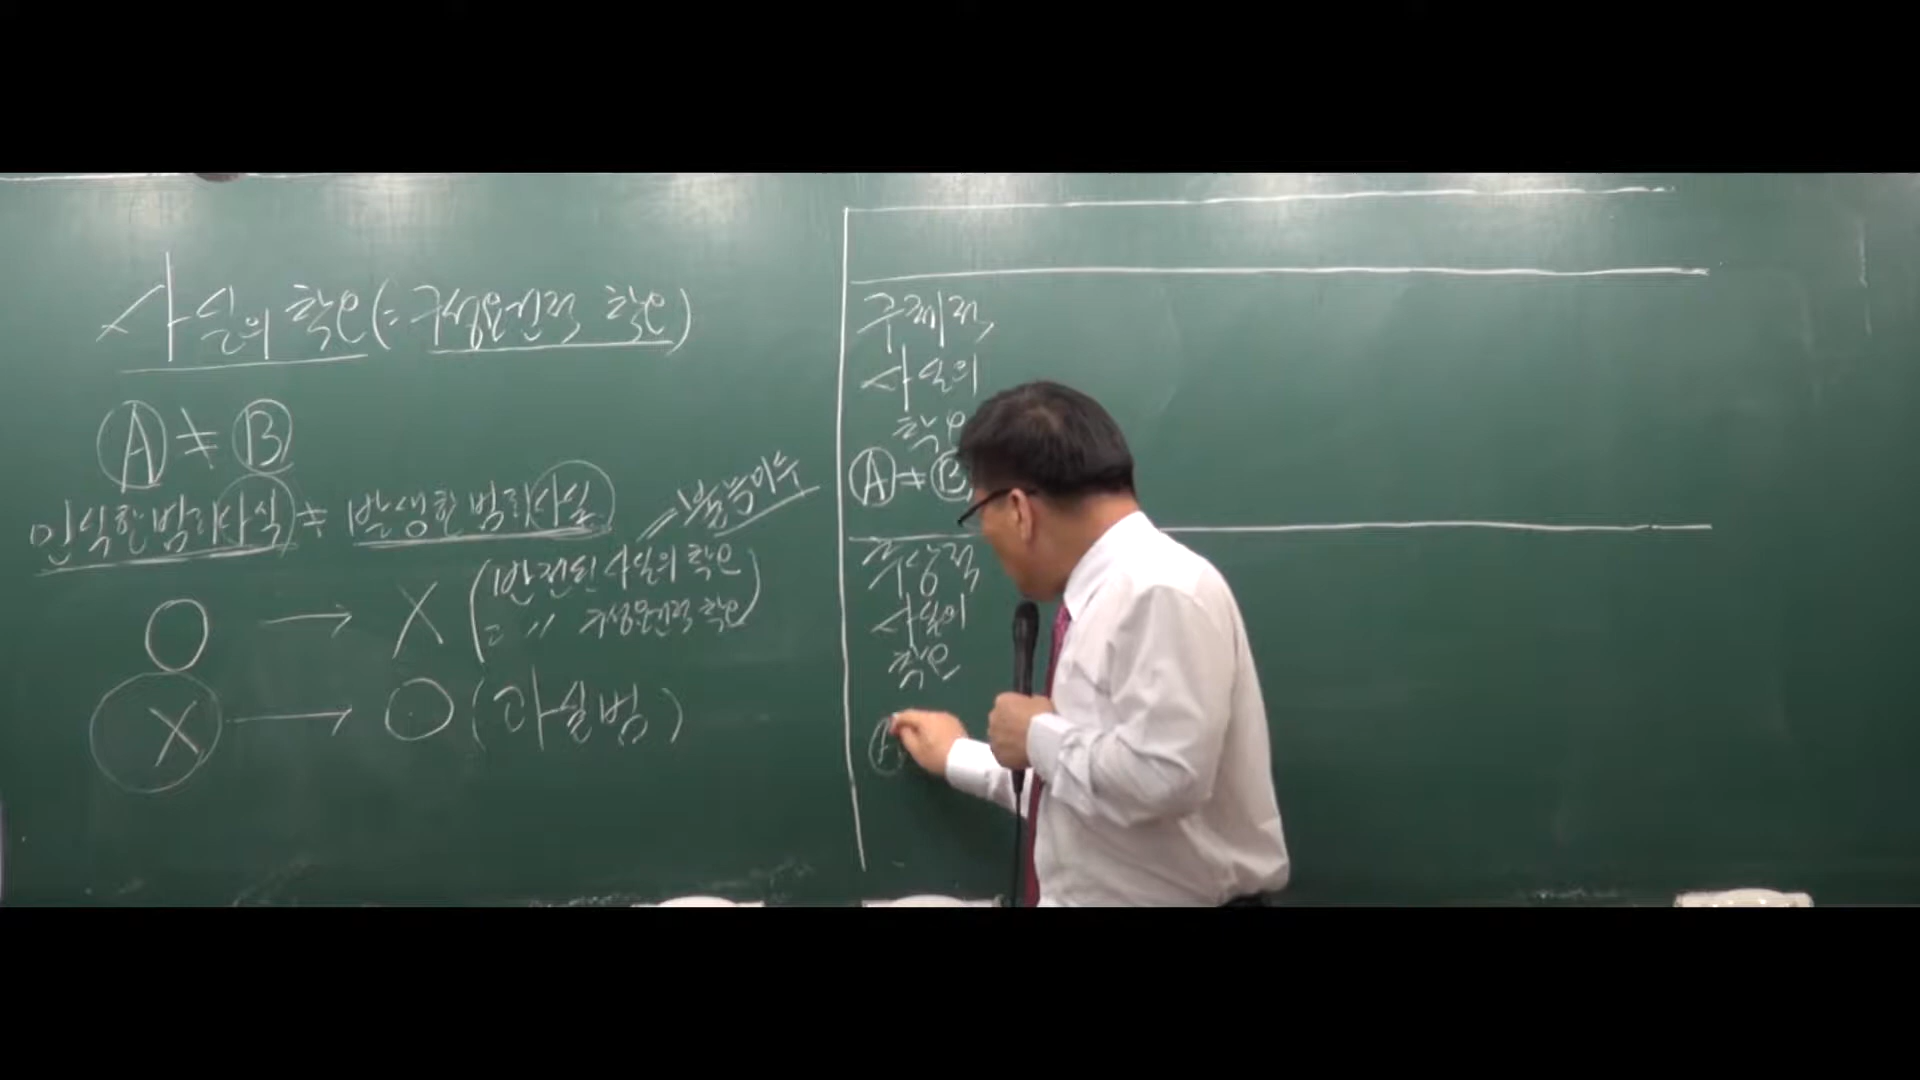 사실의 착오(=구성요건적 착오)
Ⓐ ≠ Ⓑ
인식한 범죄사실 ≠ 발생한 범죄사실
= 불능미수
○ → X (반전된 사실의 착오
= 〃 구성요건적 착오)
X → ○ (과실범)
구체적
사실의
착오
Ⓐ≠Ⓑ
추상적
사실의
착오
Ⓐ